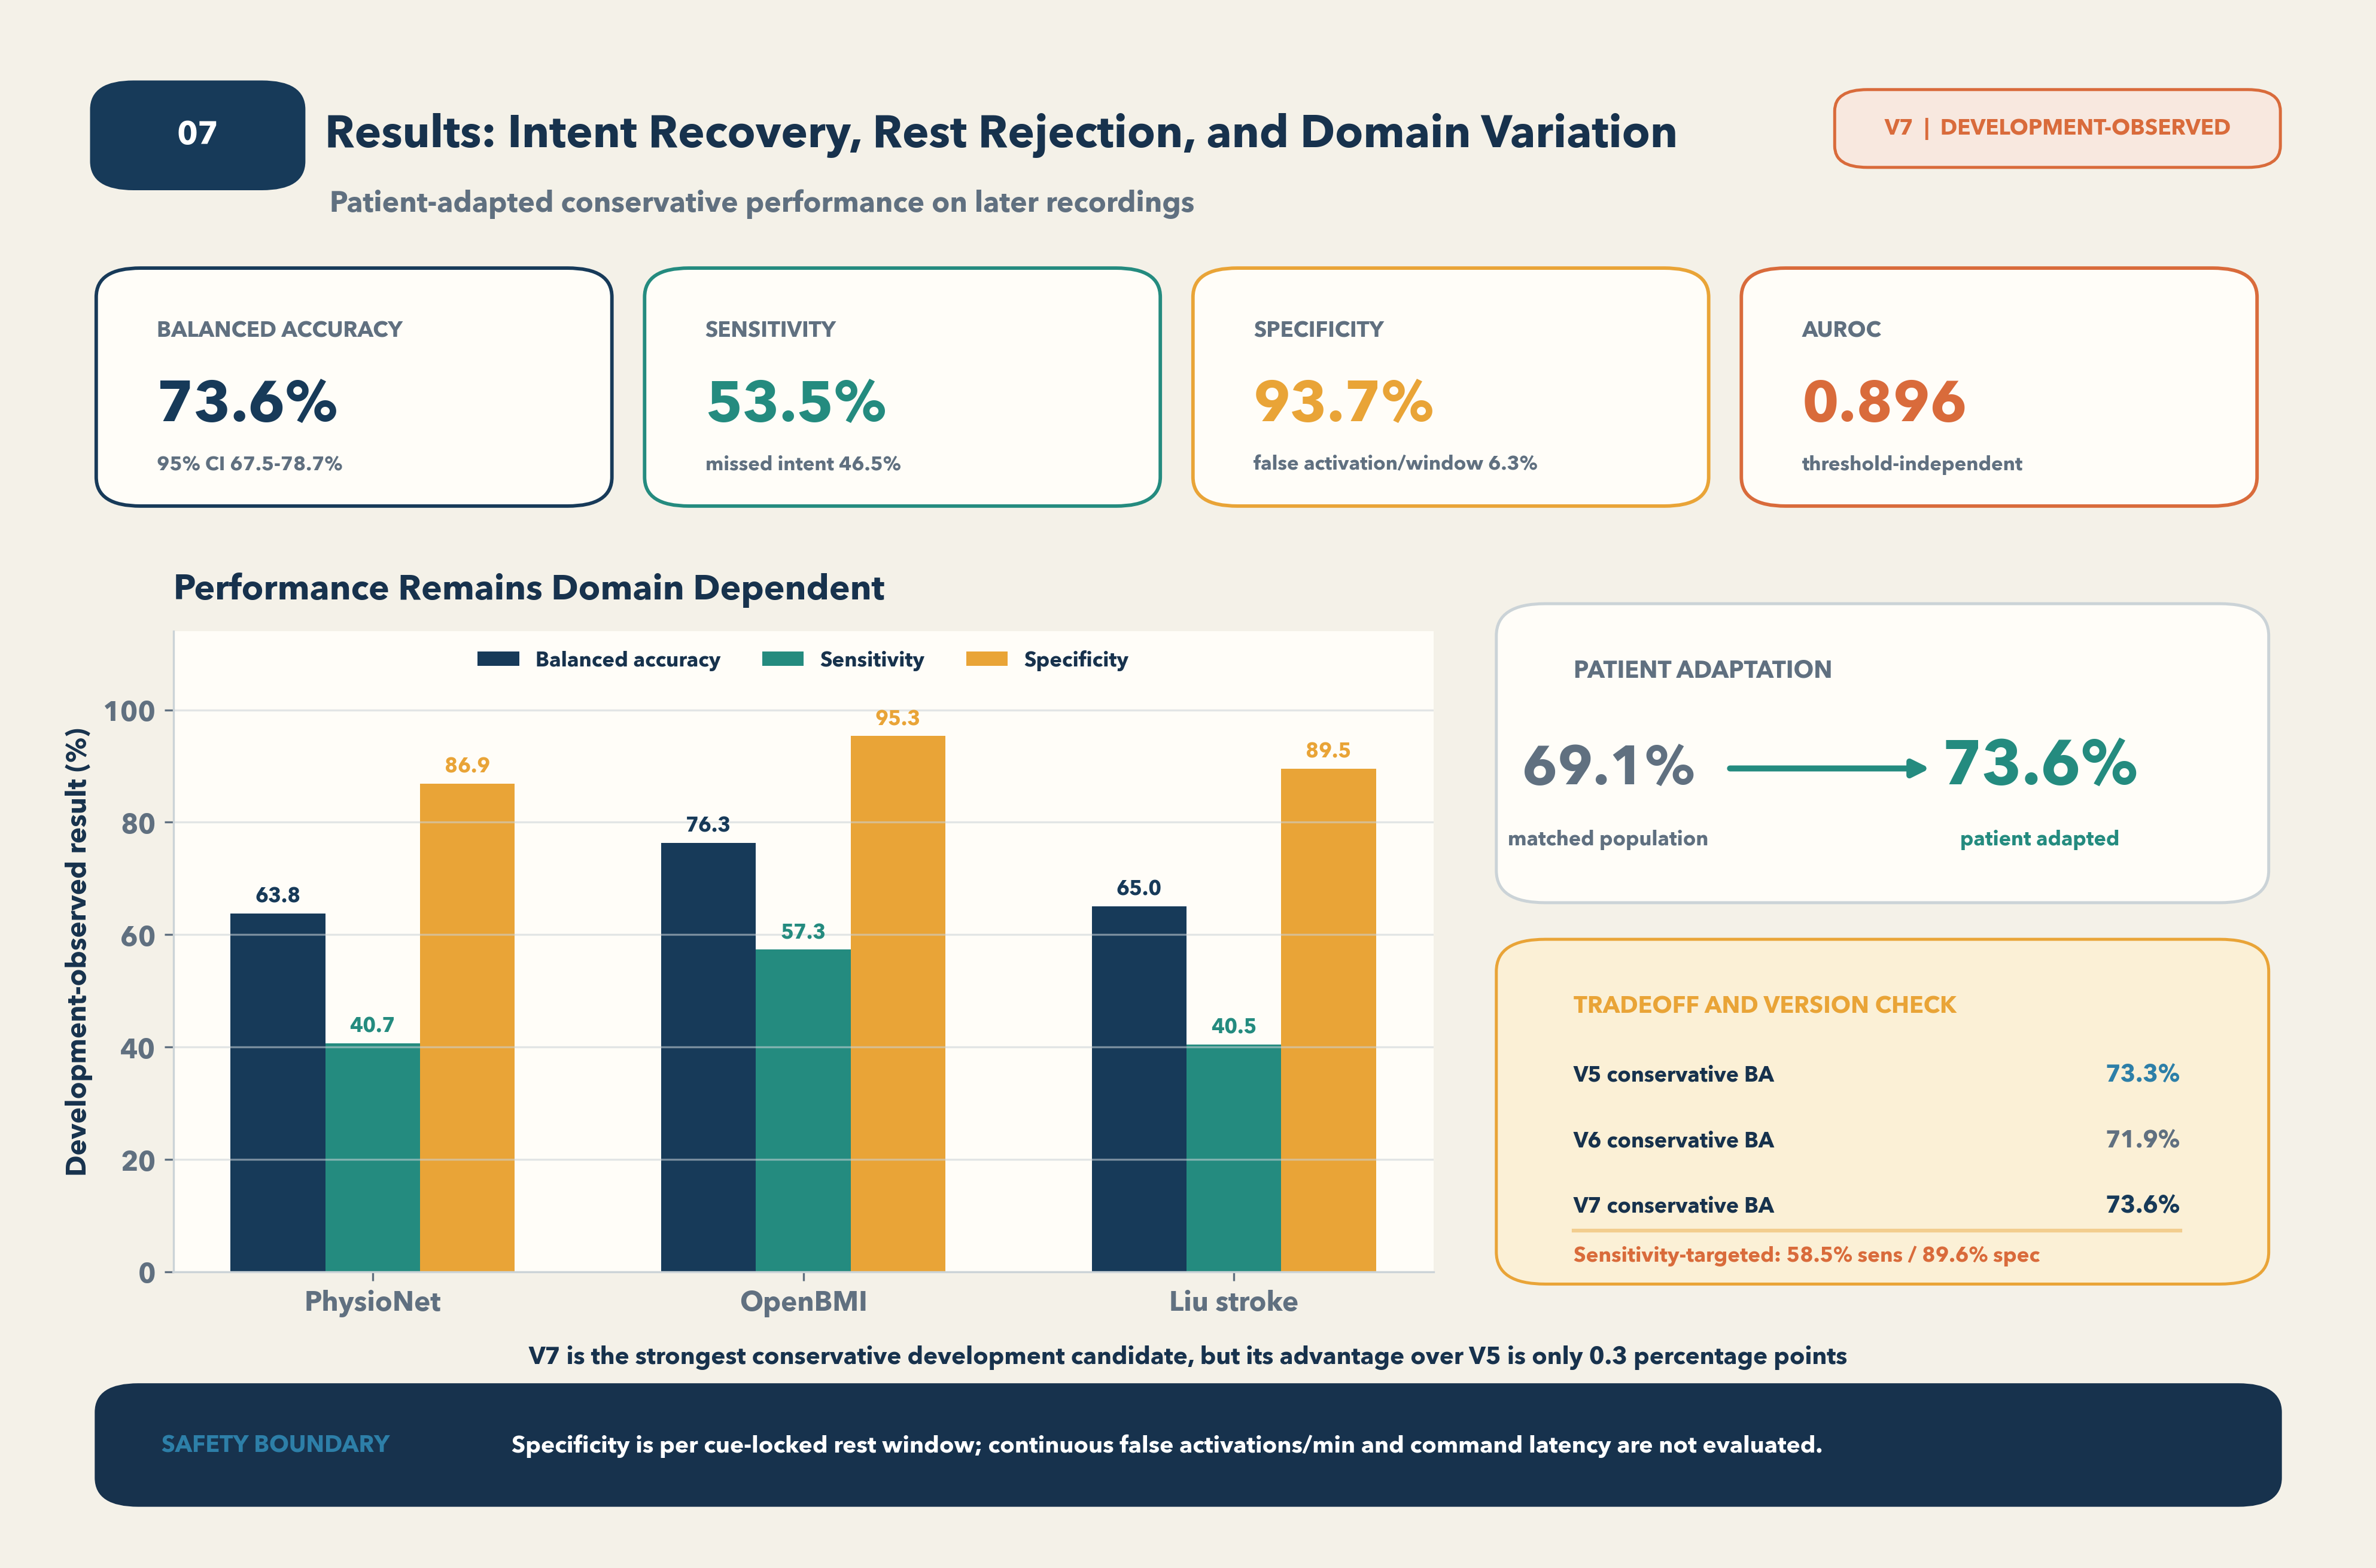 07
Results: Intent Recovery, Rest Rejection, and Domain Variation
V7 | DEVELOPMENT-OBSERVED
Patient-adapted conservative performance on later recordings
BALANCED ACCURACY
73.6%
95% CI 67.5-78.7%
SENSITIVITY
53.5%
missed intent 46.5%
SPECIFICITY
93.7%
false activation/window 6.3%
AUROC
0.896
threshold-independent
Performance Remains Domain Dependent
Balanced accuracy
Sensitivity
Specificity
Development-observed result (%)
100
80
60
40
20
0
63.8
40.7
86.9
76.3
57.3
95.3
65.0
40.5
89.5
PhysioNet
OpenBMI
Liu stroke
PATIENT ADAPTATION
69.1%
73.6%
matched population
patient adapted
TRADEOFF AND VERSION CHECK
V5 conservative BA 73.3%
V6 conservative BA 71.9%
V7 conservative BA 73.6%
Sensitivity-targeted: 58.5% sens / 89.6% spec
V7 is the strongest conservative development candidate, but its advantage over V5 is only 0.3 percentage points
SAFETY BOUNDARY
Specificity is per cue-locked rest window; continuous false activations/min and command latency are not evaluated.